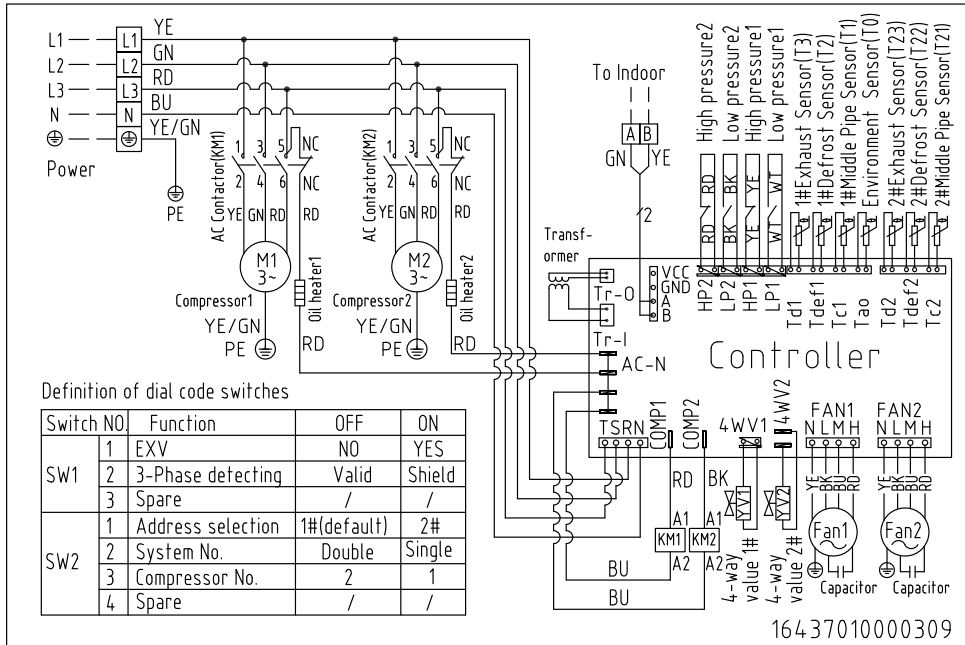 L1 L1 YE
GN
L2 L2
RD
L3 L3
BU
N N
YE/GN
Power
PE
AC Contactor(KM1)
1 3 5 NC
2 4 6 NC
YE GN RD RD
M1
3~
Compressor1
Oil heater1
YE/GN
PE RD
AC Contactor(KM2)
1 3 5 NC
2 4 6 NC
YE GN RD RD
M2
3~
Compressor2
Oil heater2
YE/GN
PE RD
To Indoor
A B
GN YE
2
Transf-
ormer
Tr-O
Tr-I
VCC
GND
A
B
High pressure2
Low pressure2
High pressure1
Low pressure1
1#Exhaust Sensor(T3)
1#Defrost Sensor(T2)
1#Middle Pipe Sensor(T1)
Environment Sensor(T0)
2#Exhaust Sensor(T23)
2#Defrost Sensor(T22)
2#Middle Pipe Sensor(T21)
RD BK YE WT
RD BK YE WT
HP2 LP2 HP1 LP1 Td1 Tdef1 Tc1 Tao Td2 Tdef2 Tc2
Controller
AC-N
TSRN COMP1 COMP2 4WV1 4WV2
FAN1 FAN2
NLMH NLMH
RD BK
YE BK BU RD YE BK BU RD
YV1 YV2
A1 A1
KM1 KM2
A2 A2
BU
BU
4-way
value 1#
4-way
value 2#
Fan1 Fan2
Capacitor Capacitor
Definition of dial code switches
Switch NO. Function OFF ON
SW1 1 EXV NO YES
2 3-Phase detecting Valid Shield
3 Spare / /
SW2 1 Address selection 1#(default) 2#
2 System No. Double Single
3 Compressor No. 2 1
4 Spare / /
16437010000309